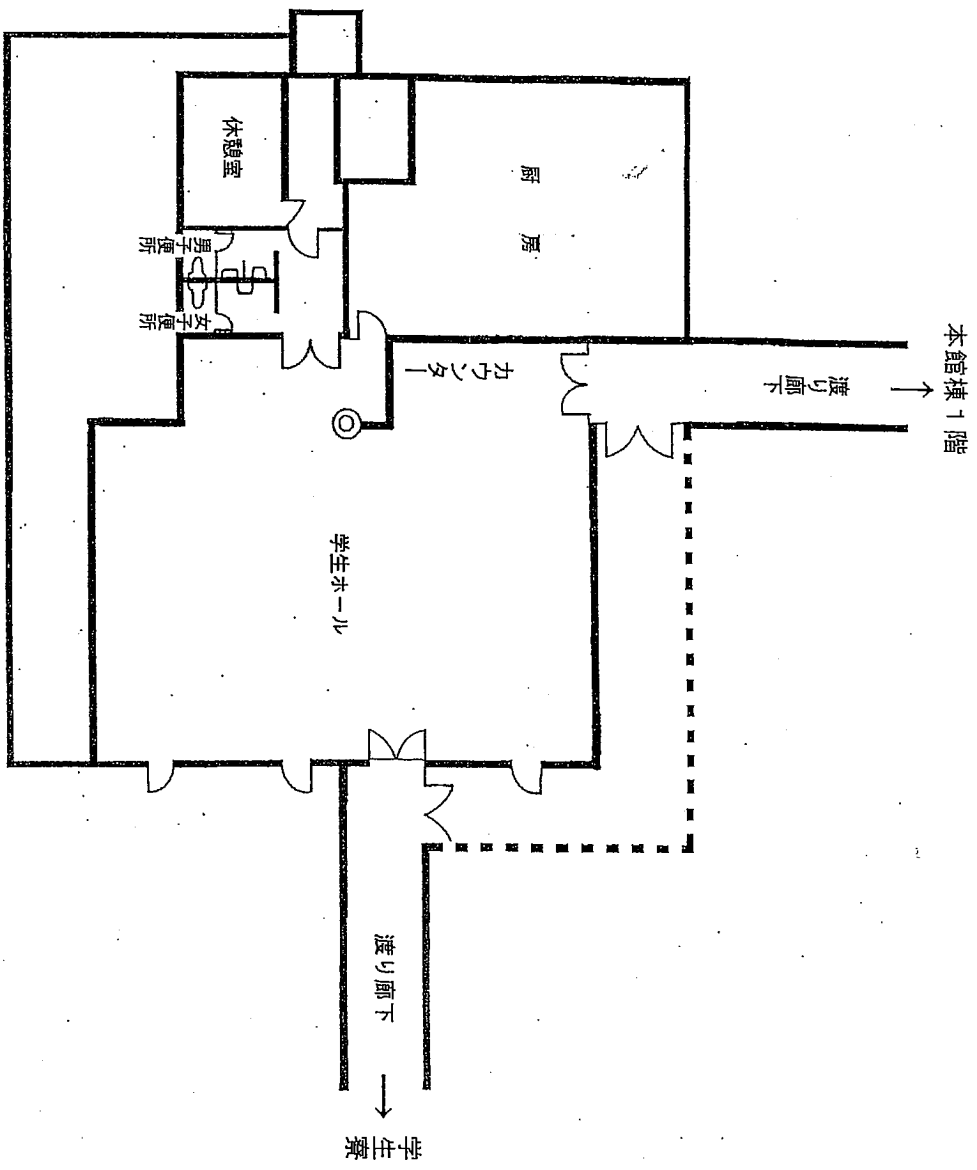 本館棟1階
渡り廊下
厨房
休憩室
男子便所
女子便所
カウンター
学生ホール
渡り廊下
学生寮